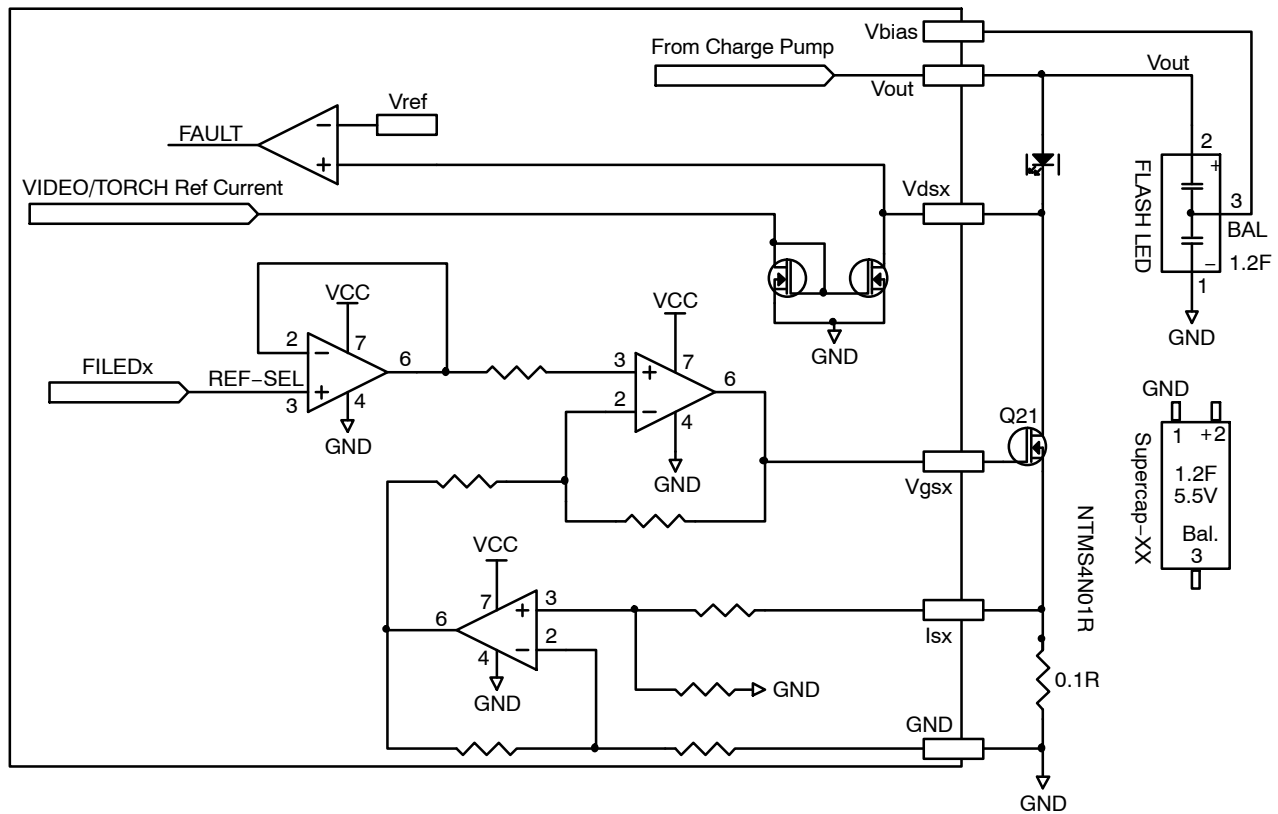 Vbias
From Charge Pump
Vout
Vout
Vref
−
FAULT
+
VIDEO/TORCH Ref Current
Vdsx
2
+
FLASH LED
3
BAL
−
1.2F
1
GND
VCC
2
−
7
6
FILEDx
REF−SEL
+
3
4
GND
VCC
3
+
7
6
2
−
4
GND
GND
Vgsx
Q21
NTMS4N01R
GND
1
+2
1.2F
5.5V
Bal.
3
Supercap−XX
VCC
7
+
3
6
2
−
4
GND
Isx
GND
0.1R
GND
GND